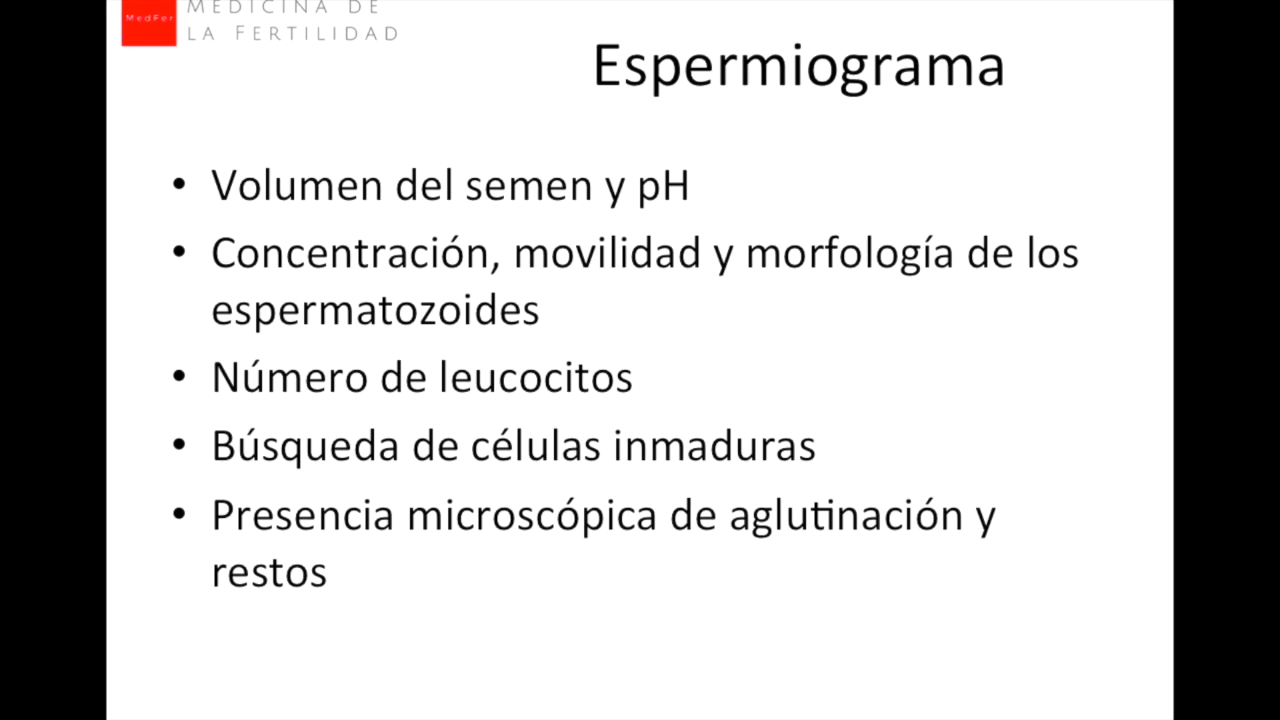 MedFer
MEDICINA DE
LA FERTILIDAD
Espermiograma
• Volumen del semen y pH
• Concentración, movilidad y morfología de los
espermatozoides
• Número de leucocitos
• Búsqueda de células inmaduras
• Presencia microscópica de aglutinación y
restos